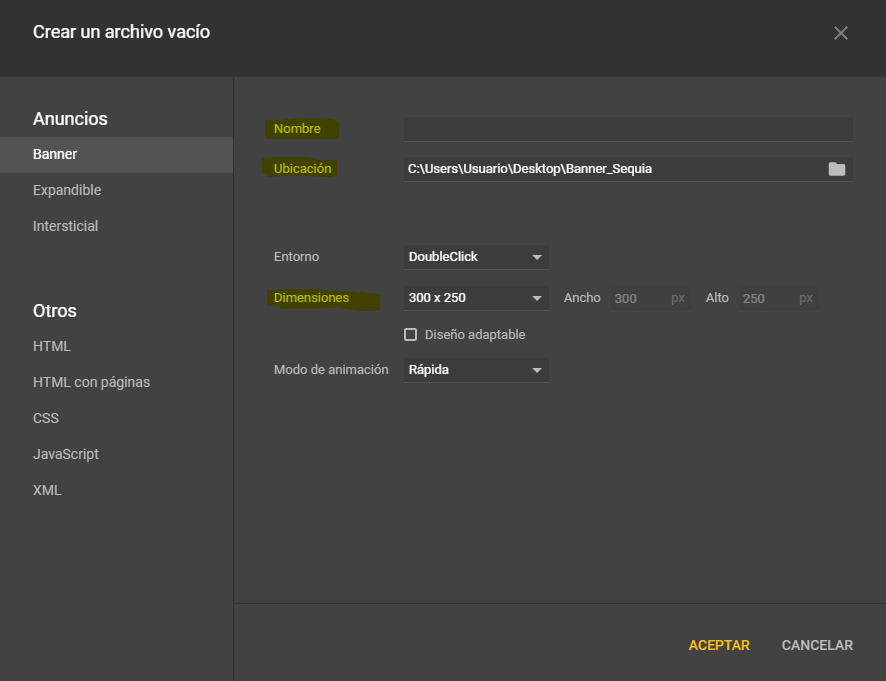 Crear un archivo vacío
Anuncios
Banner
Expandible
Intersticial
Otros
HTML
HTML con páginas
CSS
JavaScript
XML
Nombre
Ubicación C:\Users\Usuario\Desktop\Banner_Sequia
Entorno DoubleClick
Dimensiones 300 x 250 Ancho 300 px Alto 250 px
Diseño adaptable
Modo de animación Rápida
ACEPTAR CANCELAR